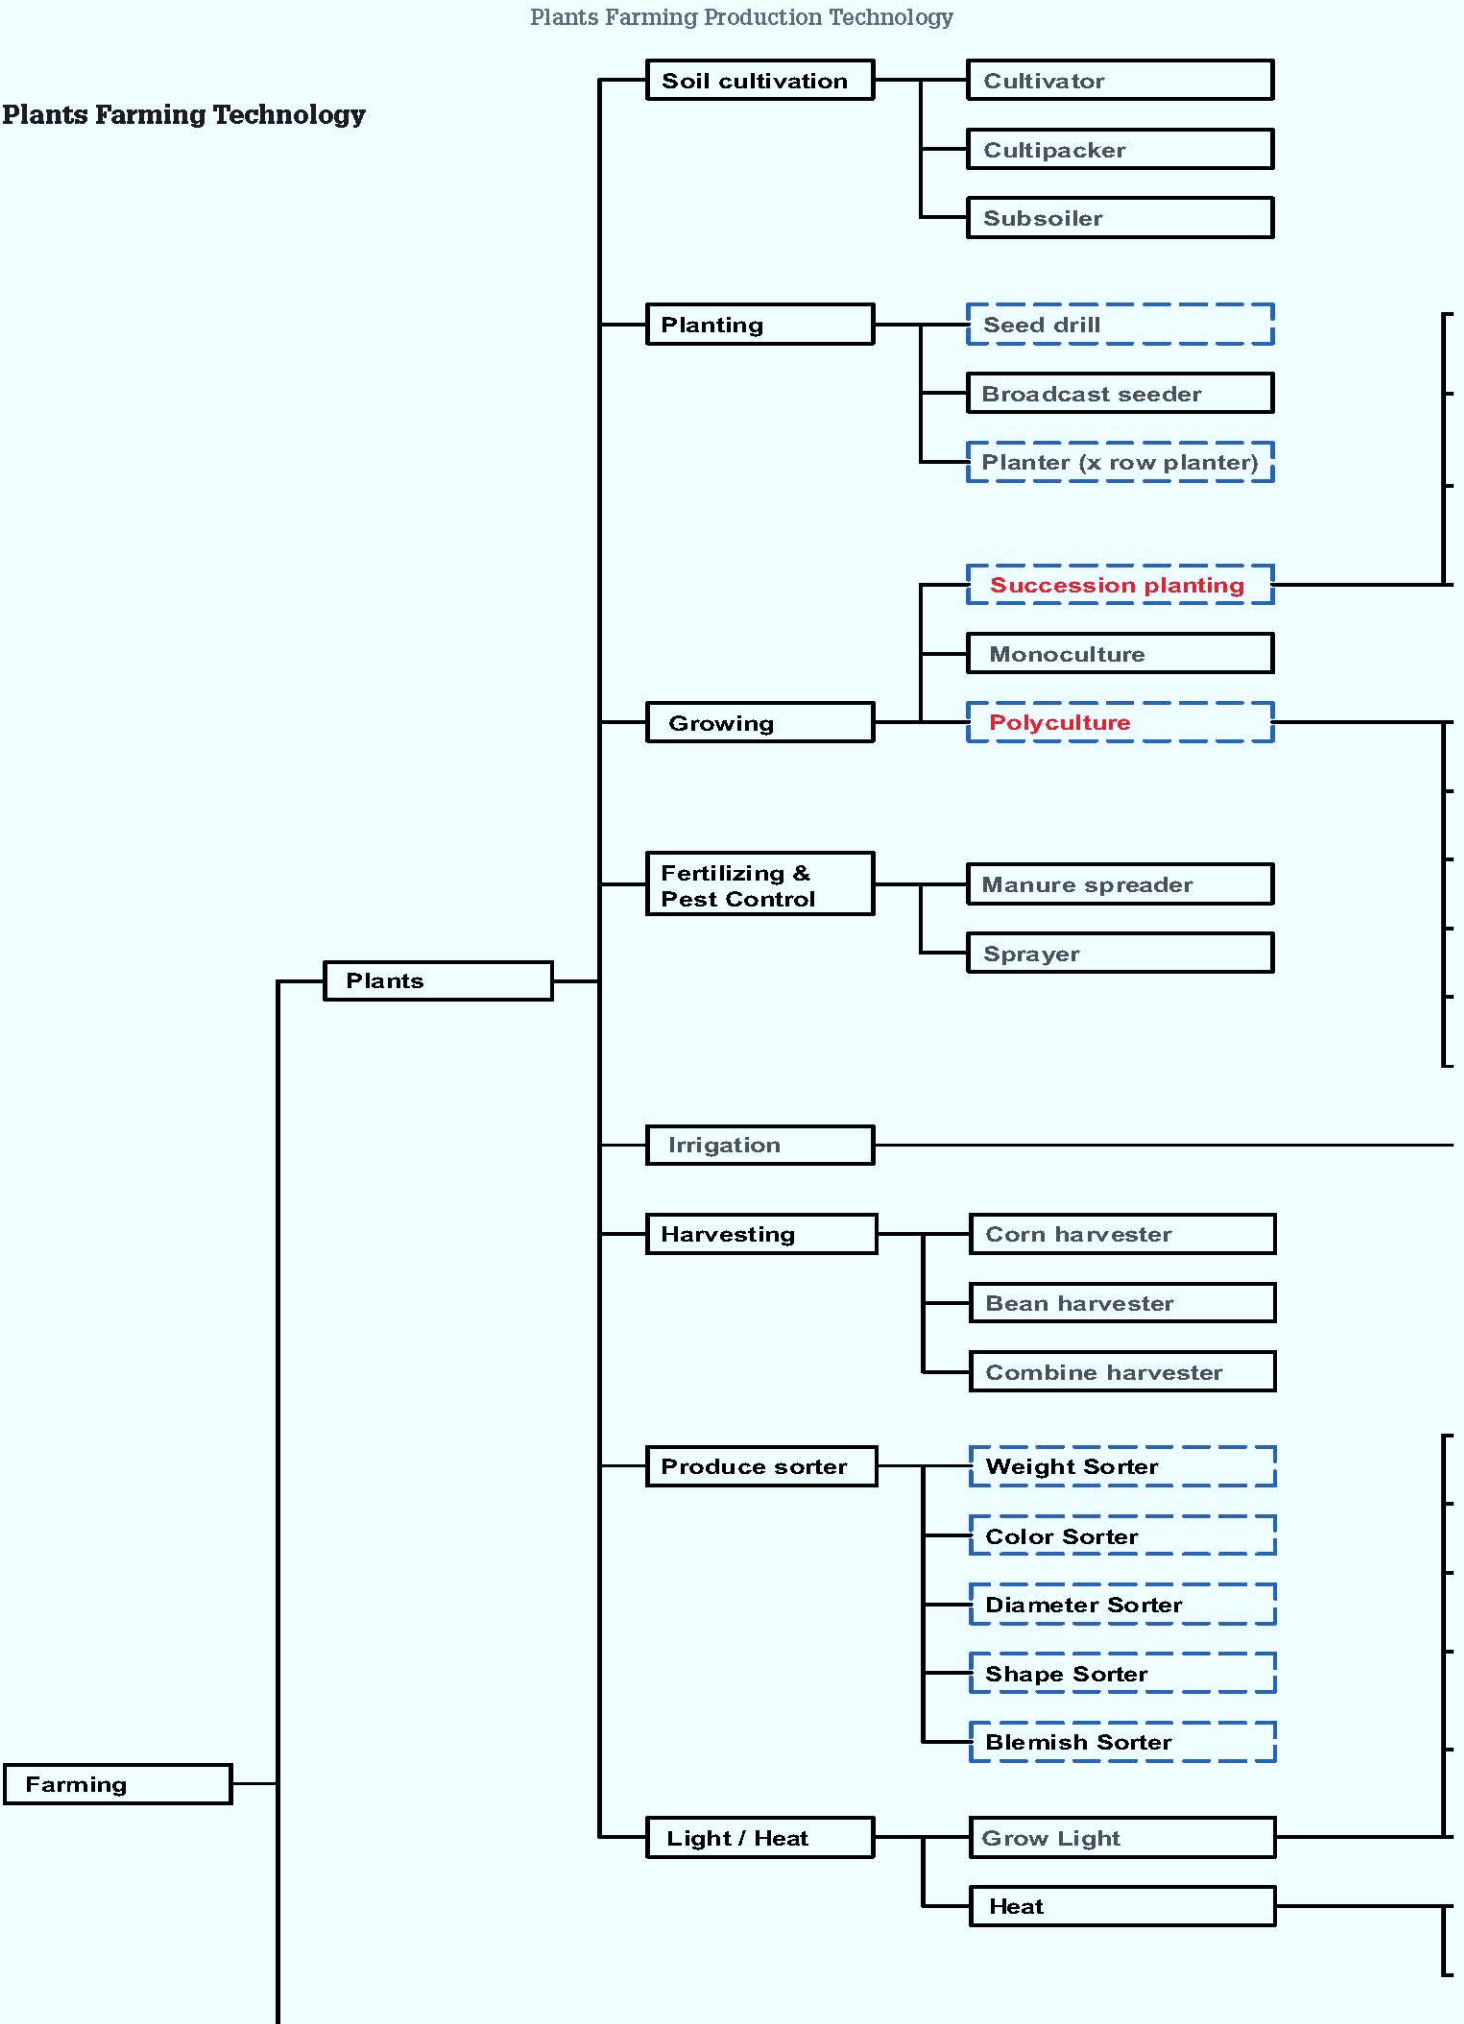 Plants Farming Production Technology
Plants Farming Technology
Soil cultivation
Cultivator
Cultipacker
Subsoiler
Planting
Seed drill
Broadcast seeder
Planter (x row planter)
Succession planting
Monoculture
Growing
Polyculture
Fertilizing &
Pest Control
Manure spreader
Sprayer
Plants
Irrigation
Harvesting
Corn harvester
Bean harvester
Combine harvester
Produce sorter
Weight Sorter
Color Sorter
Diameter Sorter
Shape Sorter
Blemish Sorter
Farming
Light / Heat
Grow Light
Heat